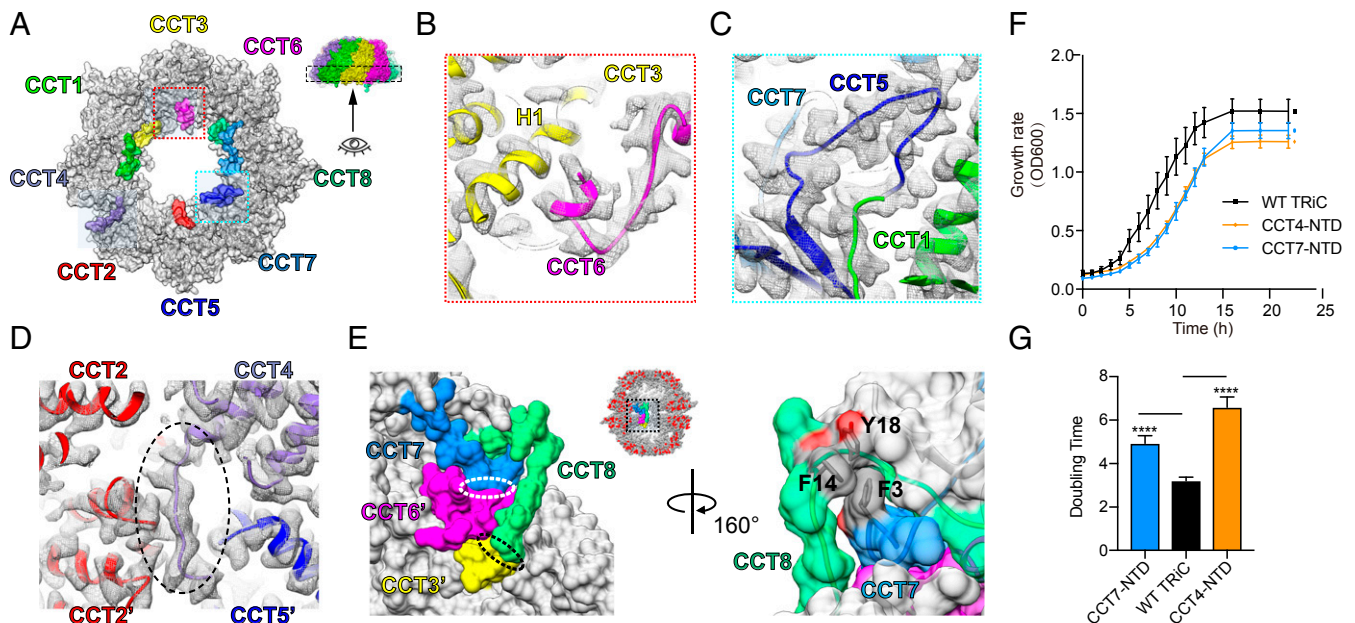 A
CCT3
CCT6
CCT1
CCT4
CCT8
CCT2
CCT7
CCT5
B
CCT3
H1
CCT6
C
CCT5
CCT7
CCT1
D
CCT2
CCT4
CCT2'
CCT5'
E
CCT7
CCT8
CCT6'
CCT3'
160°
Y18
F14
F3
CCT8
CCT7
F
Growth rate
(OD600)
2.0
1.5
1.0
0.5
0.0
0 5 10 15 20 25
Time (h)
WT TRiC
CCT4-NTD
CCT7-NTD
G
Doubling Time
8
6
4
2
0
****
****
CCT7-NTD
WT TRiC
CCT4-NTD